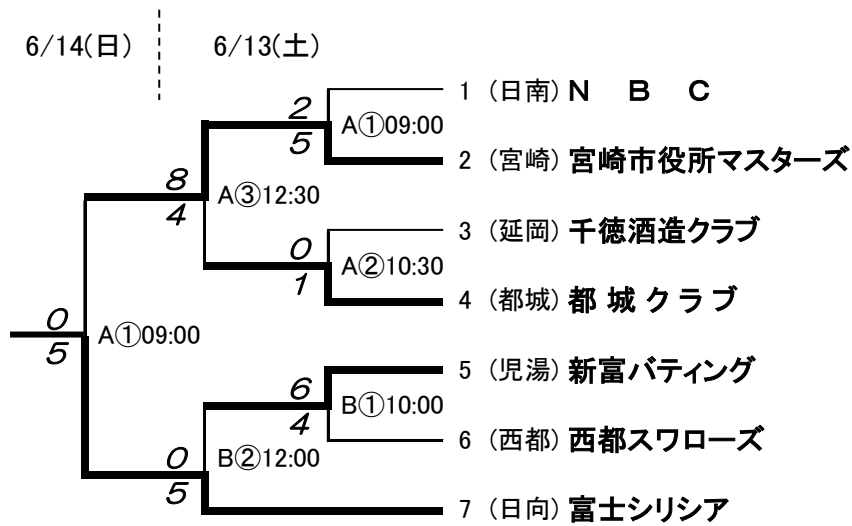 6/14(日) 6/13(土)
1 (日南) N B C
2
A①09:00
5
2 (宮崎) 宮崎市役所マスターズ
8
A③12:30
4
3 (延岡) 千徳酒造クラブ
0
A②10:30
1
4 (都城) 都城クラブ
0
A①09:00
5
5 (児湯) 新富バティング
6
B①10:00
4
6 (西都) 西都スワローズ
0
B②12:00
5
7 (日向) 富士シリシア